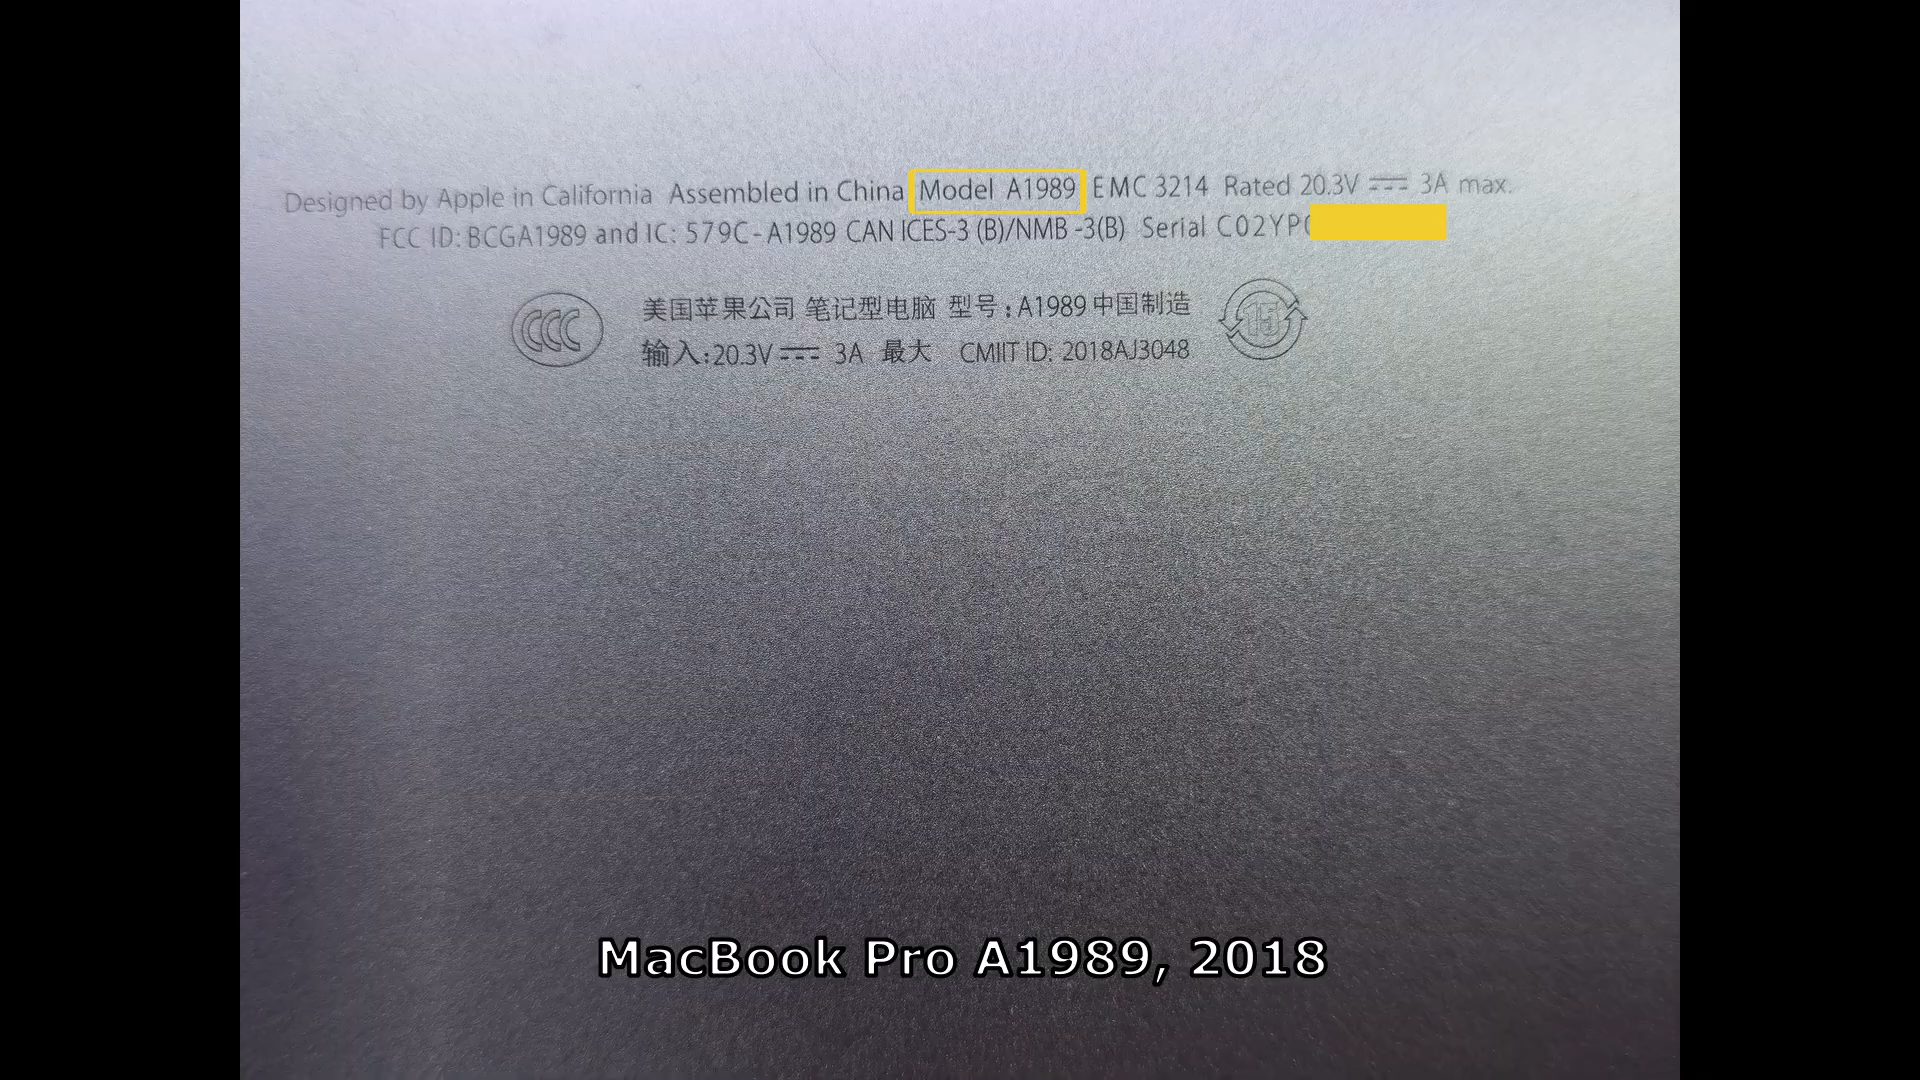 Designed by Apple in California Assembled in China Model A1989 EMC 3214 Rated 20.3V ⎓ 3A max.
FCC ID: BCGA1989 and IC: 579C-A1989 CAN ICES-3 (B)/NMB-3(B) Serial C02YP
CCC
美国苹果公司 笔记型电脑 型号: A1989 中国制造
15
输入: 20.3V ⎓ 3A 最大 CMIIT ID: 2018AJ3048
MacBook Pro A1989, 2018